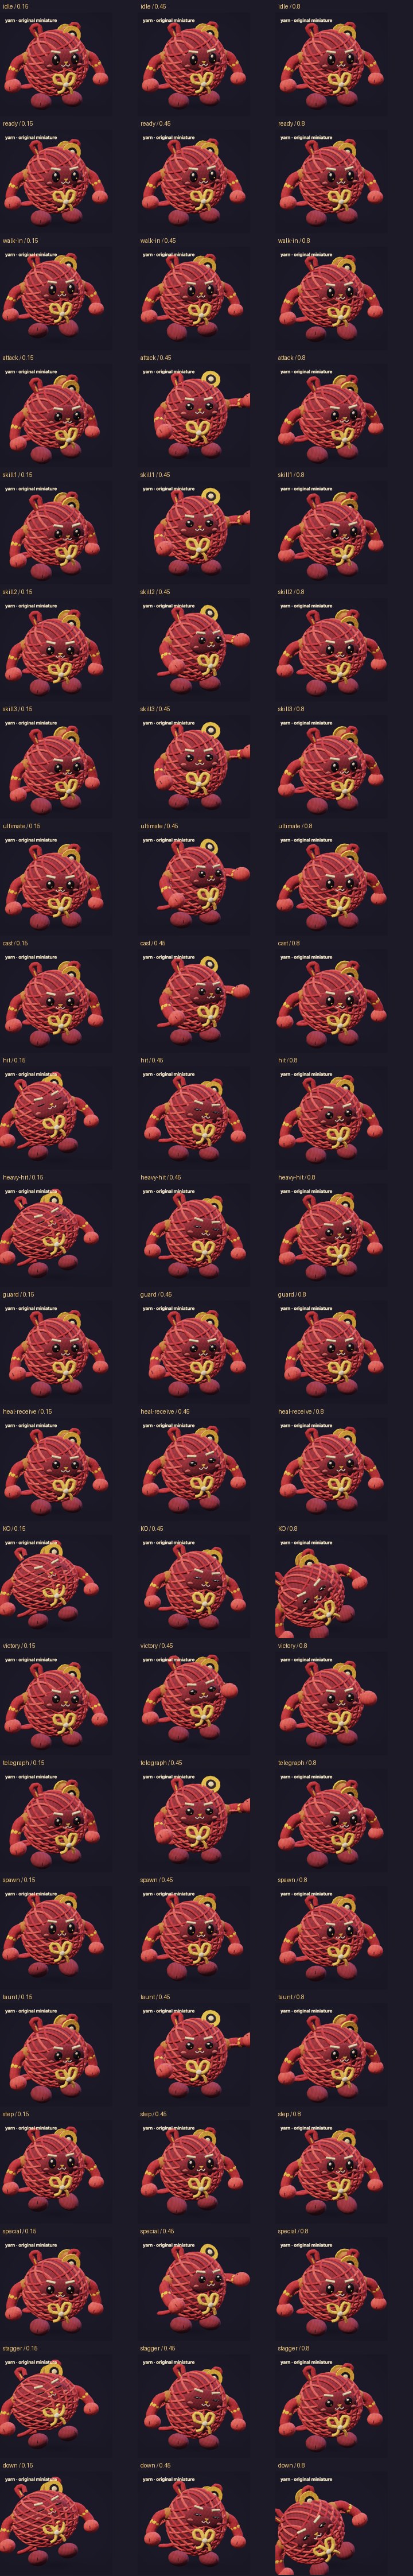 idle / 0.15 idle / 0.45 idle / 0.8
yarn · original miniature yarn · original miniature yarn · original miniature
ready / 0.15 ready / 0.45 ready / 0.8
yarn · original miniature yarn · original miniature yarn · original miniature
walk-in / 0.15 walk-in / 0.45 walk-in / 0.8
yarn · original miniature yarn · original miniature yarn · original miniature
attack / 0.15 attack / 0.45 attack / 0.8
yarn · original miniature yarn · original miniature yarn · original miniature
skill1 / 0.15 skill1 / 0.45 skill1 / 0.8
yarn · original miniature yarn · original miniature yarn · original miniature
skill2 / 0.15 skill2 / 0.45 skill2 / 0.8
yarn · original miniature yarn · original miniature yarn · original miniature
skill3 / 0.15 skill3 / 0.45 skill3 / 0.8
yarn · original miniature yarn · original miniature yarn · original miniature
ultimate / 0.15 ultimate / 0.45 ultimate / 0.8
yarn · original miniature yarn · original miniature yarn · original miniature
cast / 0.15 cast / 0.45 cast / 0.8
yarn · original miniature yarn · original miniature yarn · original miniature
hit / 0.15 hit / 0.45 hit / 0.8
yarn · original miniature yarn · original miniature yarn · original miniature
heavy-hit / 0.15 heavy-hit / 0.45 heavy-hit / 0.8
yarn · original miniature yarn · original miniature yarn · original miniature
guard / 0.15 guard / 0.45 guard / 0.8
yarn · original miniature yarn · original miniature yarn · original miniature
heal-receive / 0.15 heal-receive / 0.45 heal-receive / 0.8
yarn · original miniature yarn · original miniature yarn · original miniature
KO / 0.15 KO / 0.45 KO / 0.8
yarn · original miniature yarn · original miniature yarn · original miniature
victory / 0.15 victory / 0.45 victory / 0.8
yarn · original miniature yarn · original miniature yarn · original miniature
telegraph / 0.15 telegraph / 0.45 telegraph / 0.8
yarn · original miniature yarn · original miniature yarn · original miniature
spawn / 0.15 spawn / 0.45 spawn / 0.8
yarn · original miniature yarn · original miniature yarn · original miniature
taunt / 0.15 taunt / 0.45 taunt / 0.8
yarn · original miniature yarn · original miniature yarn · original miniature
step / 0.15 step / 0.45 step / 0.8
yarn · original miniature yarn · original miniature yarn · original miniature
special / 0.15 special / 0.45 special / 0.8
yarn · original miniature yarn · original miniature yarn · original miniature
stagger / 0.15 stagger / 0.45 stagger / 0.8
yarn · original miniature yarn · original miniature yarn · original miniature
down / 0.15 down / 0.45 down / 0.8
yarn · original miniature yarn · original miniature yarn · original miniature